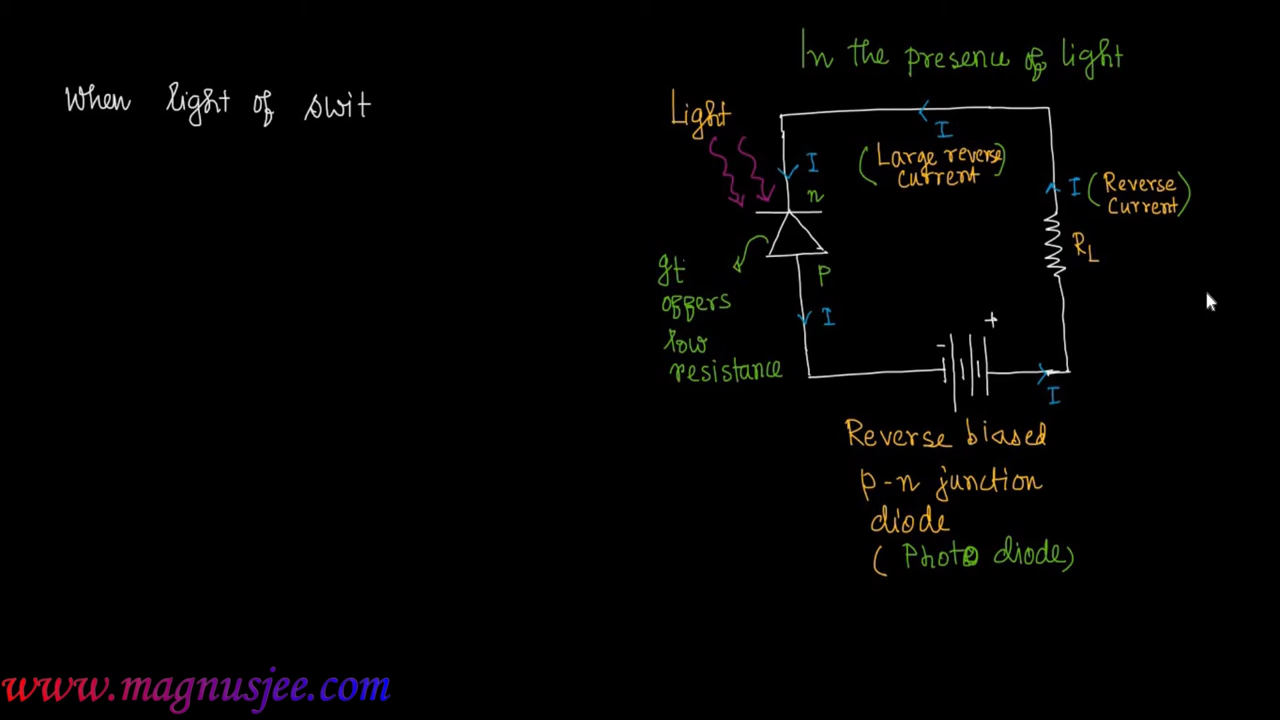 In the presence of light
When light of swit
Light
I
(Large reverse
current)
I
n
I (Reverse
Current)
RL
It
offers
low
resistance
P
I
+
-
I
Reverse biased
p-n junction
diode
(Photo diode)
www.magnusjee.com